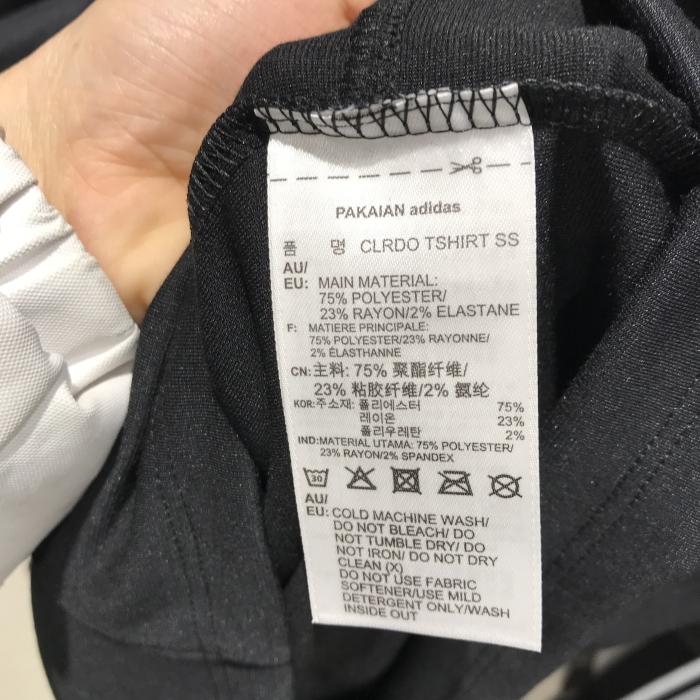 PAKAIAN adidas
품 명 CLRDO TSHIRT SS
AU/
EU: MAIN MATERIAL:
75% POLYESTER/
23% RAYON/2% ELASTANE
F: MATIERE PRINCIPALE:
75% POLYESTER/23% RAYONNE/
2% ÉLASTHANNE
CN: 主料: 75% 聚酯纤维/
23% 粘胶纤维/2% 氨纶
KOR: 주소재: 폴리에스터 75%
레이온 23%
폴리우레탄 2%
IND: MATERIAL UTAMA: 75% POLYESTER/
23% RAYON/2% SPANDEX
30
AU/
EU: COLD MACHINE WASH/
DO NOT BLEACH/ DO
NOT TUMBLE DRY/ DO
NOT IRON/ DO NOT DRY
CLEAN (X)
DO NOT USE FABRIC
SOFTENER/USE MILD
DETERGENT ONLY/WASH
INSIDE OUT